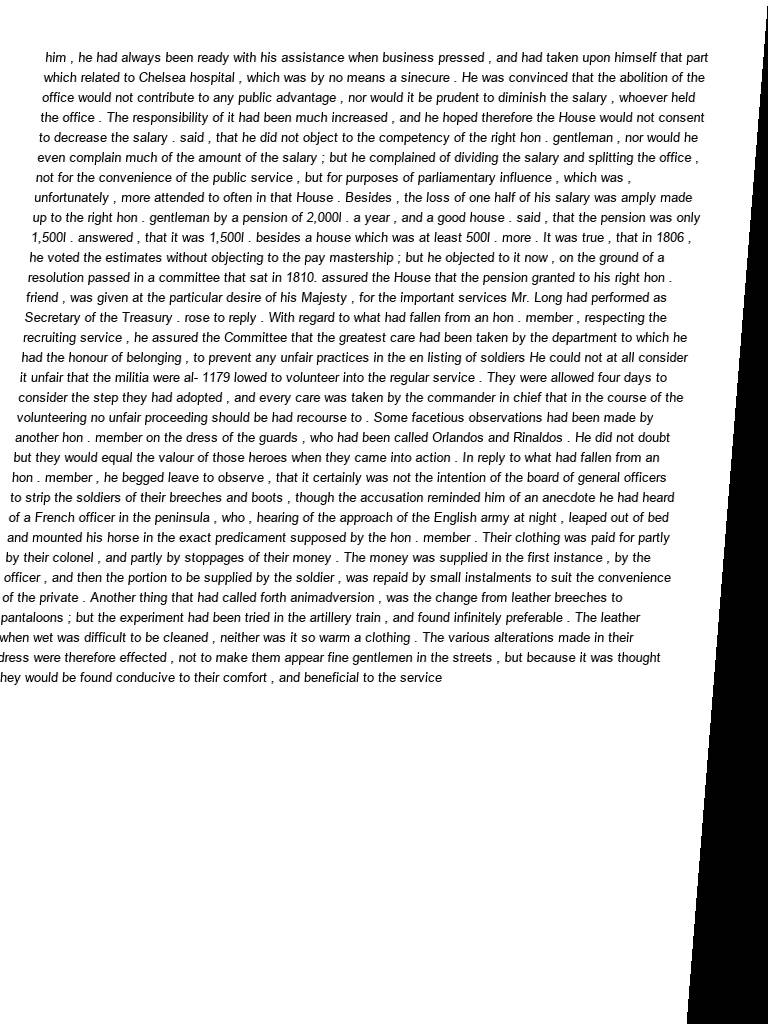 him , he had always been ready with his assistance when business pressed , and had taken upon himself that part
which related to Chelsea hospital , which was by no means a sinecure . He was convinced that the abolition of the
office would not contribute to any public advantage , nor would it be prudent to diminish the salary , whoever held
the office . The responsibility of it had been much increased , and he hoped therefore the House would not consent
to decrease the salary . said , that he did not object to the competency of the right hon . gentleman , nor would he
even complain much of the amount of the salary ; but he complained of dividing the salary and splitting the office ,
not for the convenience of the public service , but for purposes of parliamentary influence , which was ,
unfortunately , more attended to often in that House . Besides , the loss of one half of his salary was amply made
up to the right hon . gentleman by a pension of 2,000l . a year , and a good house . said , that the pension was only
1,500l . answered , that it was 1,500l . besides a house which was at least 500l . more . It was true , that in 1806 ,
he voted the estimates without objecting to the pay mastership ; but he objected to it now , on the ground of a
resolution passed in a committee that sat in 1810. assured the House that the pension granted to his right hon .
friend , was given at the particular desire of his Majesty , for the important services Mr. Long had performed as
Secretary of the Treasury . rose to reply . With regard to what had fallen from an hon . member , respecting the
recruiting service , he assured the Committee that the greatest care had been taken by the department to which he
had the honour of belonging , to prevent any unfair practices in the en listing of soldiers He could not at all consider
it unfair that the militia were al- 1179 lowed to volunteer into the regular service . They were allowed four days to
consider the step they had adopted , and every care was taken by the commander in chief that in the course of the
volunteering no unfair proceeding should be had recourse to . Some facetious observations had been made by
another hon . member on the dress of the guards , who had been called Orlandos and Rinaldos . He did not doubt
but they would equal the valour of those heroes when they came into action . In reply to what had fallen from an
hon . member , he begged leave to observe , that it certainly was not the intention of the board of general officers
to strip the soldiers of their breeches and boots , though the accusation reminded him of an anecdote he had heard
of a French officer in the peninsula , who , hearing of the approach of the English army at night , leaped out of bed
and mounted his horse in the exact predicament supposed by the hon . member . Their clothing was paid for partly
by their colonel , and partly by stoppages of their money . The money was supplied in the first instance , by the
officer , and then the portion to be supplied by the soldier , was repaid by small instalments to suit the convenience
of the private . Another thing that had called forth animadversion , was the change from leather breeches to
pantaloons ; but the experiment had been tried in the artillery train , and found infinitely preferable . The leather
when wet was difficult to be cleaned , neither was it so warm a clothing . The various alterations made in their
dress were therefore effected , not to make them appear fine gentlemen in the streets , but because it was thought
hey would be found conducive to their comfort , and beneficial to the service